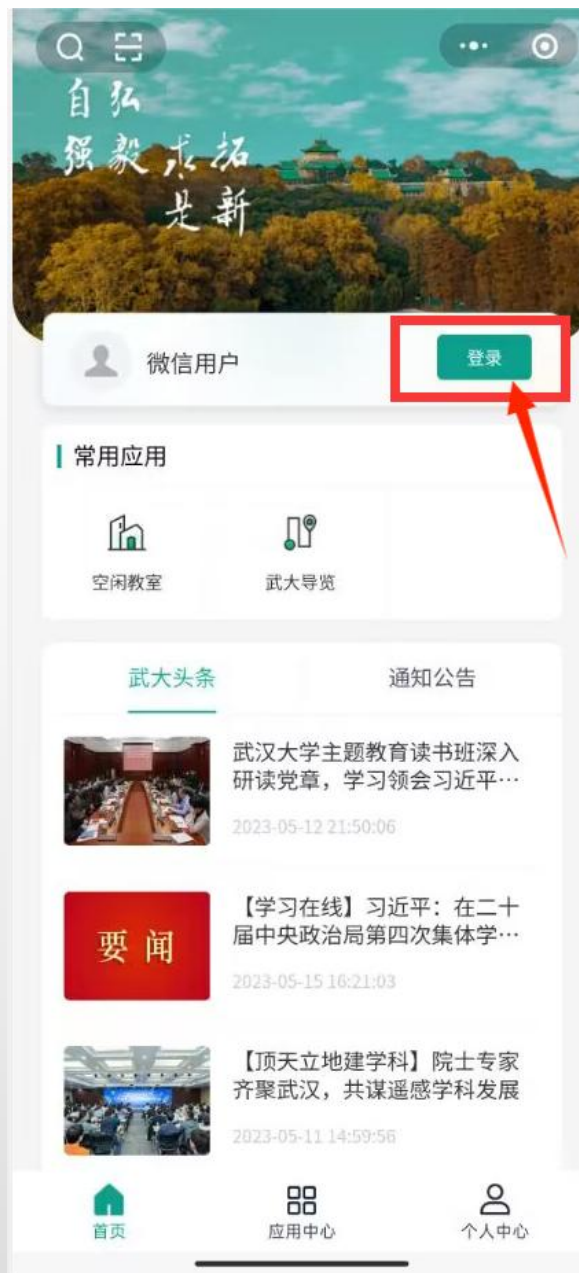 自弘
强毅求拓
是新
微信用户
登录
常用应用
空闲教室
武大导览
武大头条
通知公告
武汉大学主题教育读书班深入
研读党章，学习领会习近平…
2023-05-12 21:50:06
要闻
【学习在线】习近平：在二十
届中央政治局第四次集体学…
2023-05-15 16:21:03
【顶天立地建学科】院士专家
齐聚武汉，共谋遥感学科发展
2023-05-11 14:59:56
首页
应用中心
个人中心